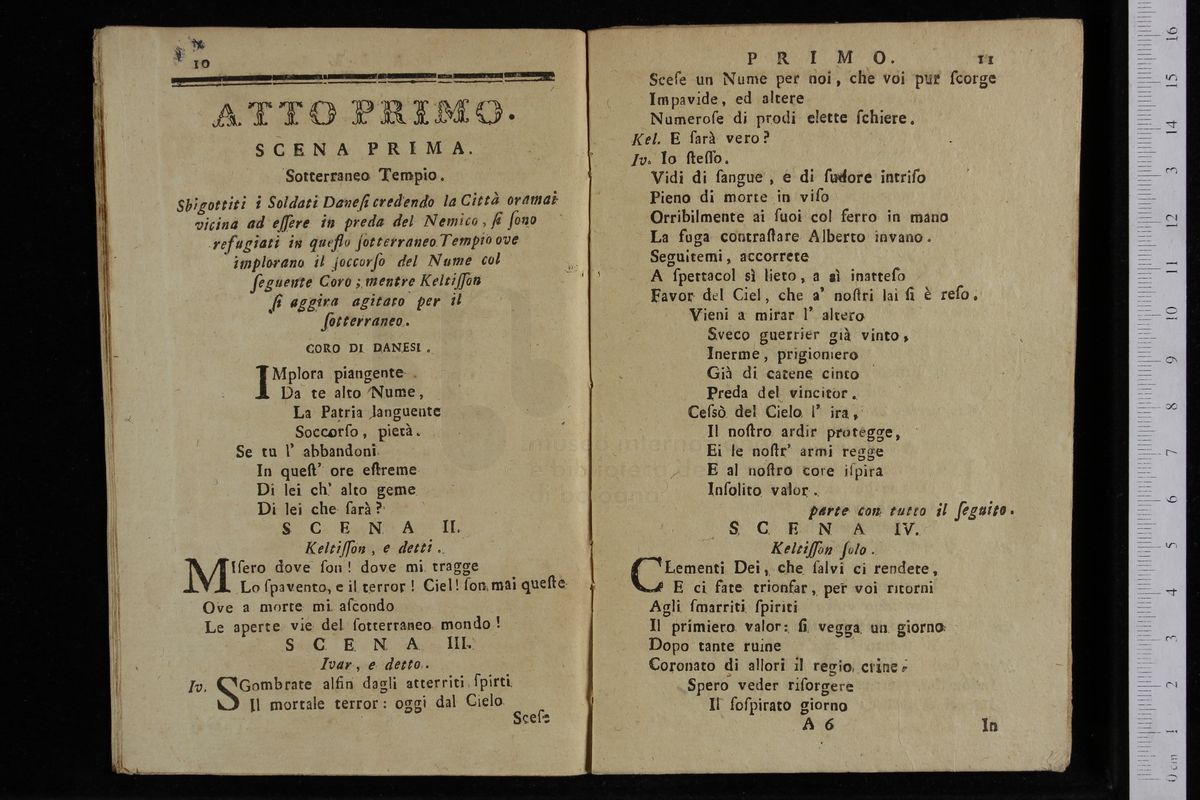 10
ATTO PRIMO.
SCENA PRIMA.
Sotterraneo Tempio.
Sbigottiti i Soldati Daneſi credendo la Città oramai
vicina ad eſſere in preda del Nemico, ſi ſono
refugiati in queſto ſotterraneo Tempio ove
implorano il ſoccorſo del Nume col
ſeguente Coro; mentre Keltiſſon
ſi aggira agitato per il
ſotterraneo.
CORO DI DANESI.
IMplora piangente
Da te alto Nume,
La Patria languente
Soccorſo, pietà.
Se tu l' abbandoni
In queſt' ore eſtreme
Di lei ch' alto geme
Di lei che ſarà?
SCENA II.
Keltiſſon, e detti.
MIſero dove ſon! dove mi tragge
Lo ſpavento, e il terror! Ciel! ſon mai queſte
Ove a morte mi aſcondo
Le aperte vie del ſotterraneo mondo!
SCENA III.
Ivar, e detto.
Iv. SGombrate alfin dagli atterriti ſpirti
Il mortale terror: oggi dal Cielo
Sceſe
PRIMO. 11
Sceſe un Nume per noi, che voi pur ſcorge
Impavide, ed altere
Numeroſe di prodi elette ſchiere.
Kel. E ſarà vero?
Iv. Io ſteſſo.
Vidi di ſangue, e di ſudore intriſo
Pieno di morte in viſo
Orribilmente ai ſuoi col ferro in mano
La fuga contraſtare Alberto invano.
Seguitemi, accorrete
A ſpettacol sì lieto, a sì inatteſo
Favor del Ciel, che a' noſtri lai ſi è reſo.
Vieni a mirar l' altero
Sveco guerrier già vinto,
Inerme, prigioniero
Già di catene cinto
Preda del vincitor.
Ceſsò del Cielo l' ira,
Il noſtro ardir protegge,
Ei le noſtr' armi regge
E al noſtro core iſpira
Inſolito valor.
parte con tutto il ſeguito.
SCENA IV.
Keltiſſon ſolo.
CLementi Dei, che ſalvi ci rendete,
E ci fate trionfar, per voi ritorni
Agli ſmarriti ſpiriti
Il primiero valor: ſi vegga un giorno
Dopo tante ruine
Coronato di allori il regio crine.
Spero veder riſorgere
Il ſoſpirato giorno
A 6
In